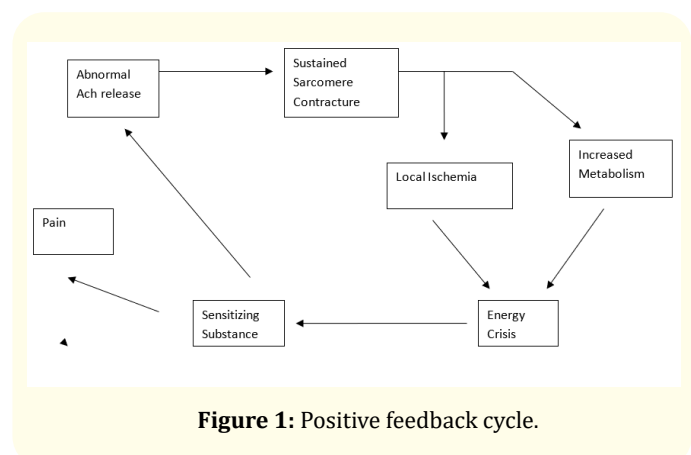 Abnormal
Ach release
Sustained
Sarcomere
Contracture
Increased
Metabolism
Local Ischemia
Pain
Sensitizing
Substance
Energy
Crisis
Figure 1: Positive feedback cycle.